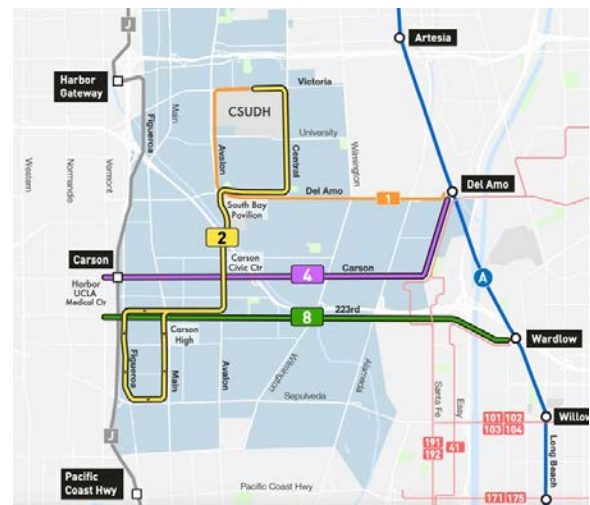 J
Artesia
Harbor
Gateway
Victoria
CSUDH
Main
Figueroa
University
Western
Normandie
Vermont
Avalon
Central
Wilmington
Del Amo
Del Amo
1
South Bay
Pavilion
2
Carson
Civic Ctr
Carson
4
Carson
A
Harbor
UCLA
Medical Ctr
8
223rd
Carson
High
Wardlow
Figueroa
Main
Avalon
Wilmington
Alameda
Santa Fe
Easy
Sepulveda
101 102
103 104
Willow
191
192
41
Long Beach
J
Pacific
Coast Hwy
Pacific Coast Hwy
171 175